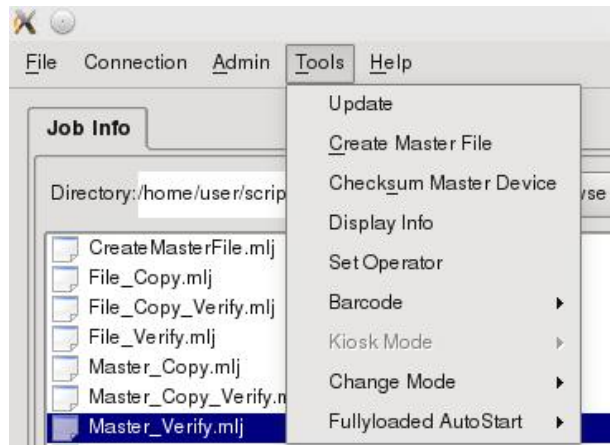 File Connection Admin Tools Help
Job Info
Directory:/home/user/scrip
CreateMasterFile.mlj
File_Copy.mlj
File_Copy_Verify.mlj
File_Verify.mlj
Master_Copy.mlj
Master_Copy_Verify.m
Master_Verify.mlj
Update
Create Master File
Checksum Master Device
Display Info
Set Operator
Barcode
Kiosk Mode
Change Mode
Fullyloaded AutoStart